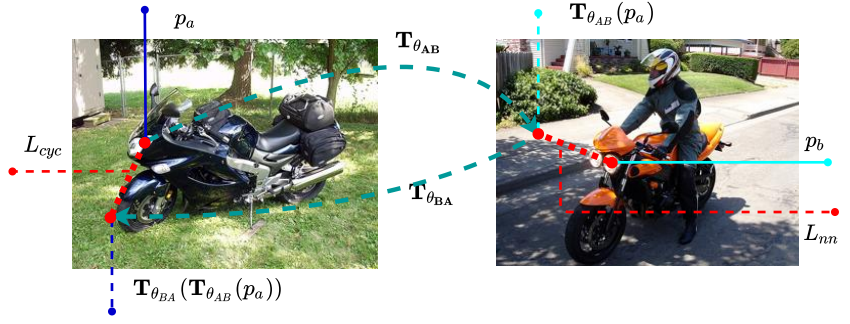 p_a
T_{θ_{AB}}(p_a)
T_{θ_{AB}}
L_{cyc}
p_b
T_{θ_{BA}}
L_{nn}
T_{θ_{BA}}(T_{θ_{AB}}(p_a))